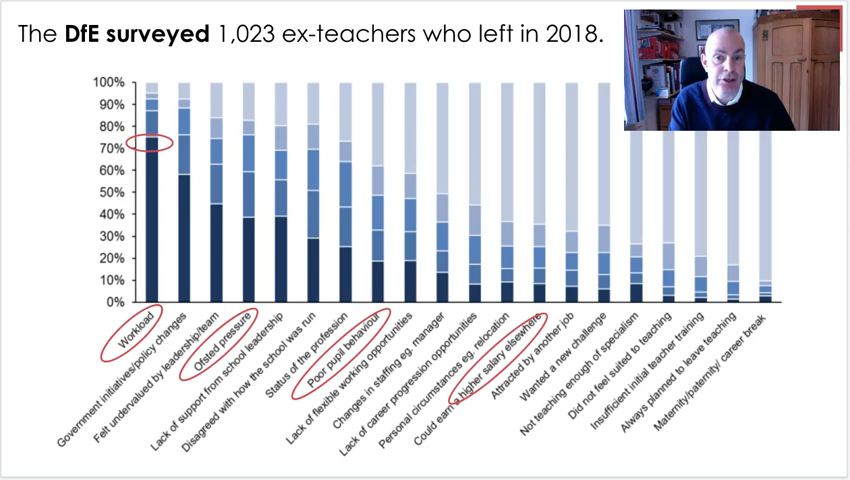 The DfE surveyed 1,023 ex-teachers who left in 2018.
100%
90%
80%
70%
60%
50%
40%
30%
20%
10%
0%
Workload
Government initiatives/policy changes
Felt undervalued by leadership/team
Ofsted pressure
Lack of support from school leadership
Disagreed with how the school was run
Status of the profession
Poor pupil behaviour
Lack of flexible working opportunities
Changes in staffing eg. manager
Lack of career progression opportunities
Personal circumstances eg. relocation
Could earn a higher salary elsewhere
Attracted by another job
Wanted a new challenge
Not teaching enough of specialism
Did not feel suited to teaching
Insufficient initial teacher training
Always planned to leave teaching
Maternity/paternity/ career break